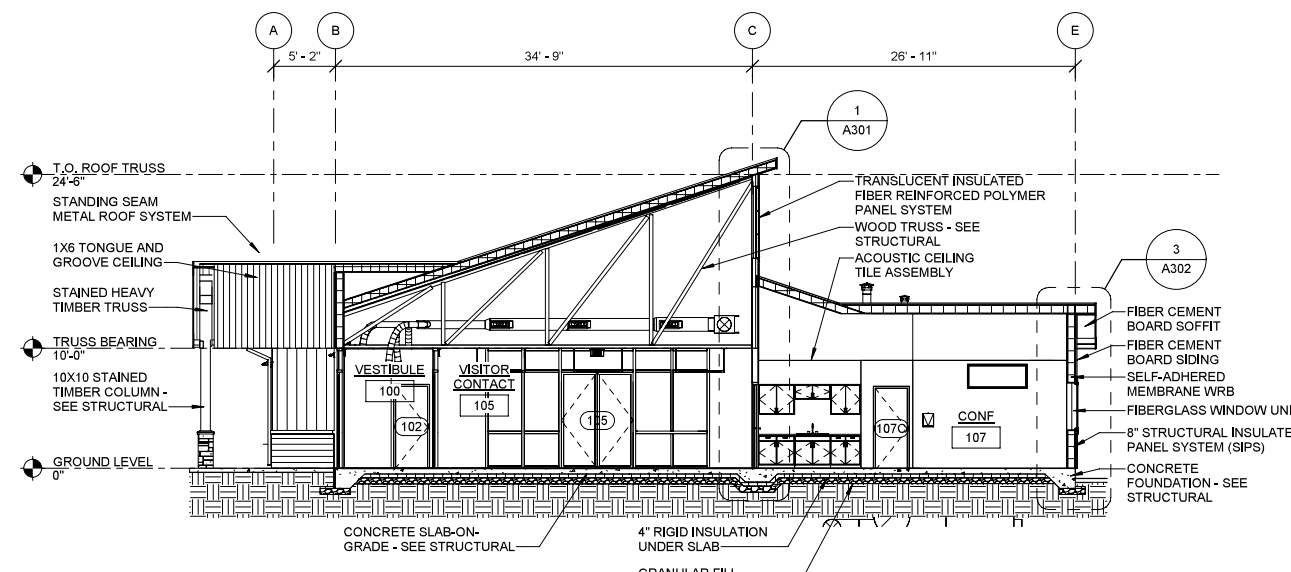 A
B
C
E
5' - 2"
34' - 9"
26' - 11"
1
A301
T.O. ROOF TRUSS
24'-6"
STANDING SEAM
METAL ROOF SYSTEM
1X6 TONGUE AND
GROOVE CEILING
STAINED HEAVY
TIMBER TRUSS
TRUSS BEARING
10'-0"
10X10 STAINED
TIMBER COLUMN -
SEE STRUCTURAL
GROUND LEVEL
0"
TRANSLUCENT INSULATED
FIBER REINFORCED POLYMER
PANEL SYSTEM
WOOD TRUSS - SEE
STRUCTURAL
ACOUSTIC CEILING
TILE ASSEMBLY
3
A302
FIBER CEMENT
BOARD SOFFIT
FIBER CEMENT
BOARD SIDING
SELF-ADHERED
MEMBRANE WRB
FIBERGLASS WINDOW UNI
8" STRUCTURAL INSULATE
PANEL SYSTEM (SIPS)
CONCRETE
FOUNDATION - SEE
STRUCTURAL
VESTIBULE
100
102
VISITOR
CONTACT
105
105
107C
CONF
107
CONCRETE SLAB-ON-
GRADE - SEE STRUCTURAL
4" RIGID INSULATION
UNDER SLAB
GRANULAR FILL